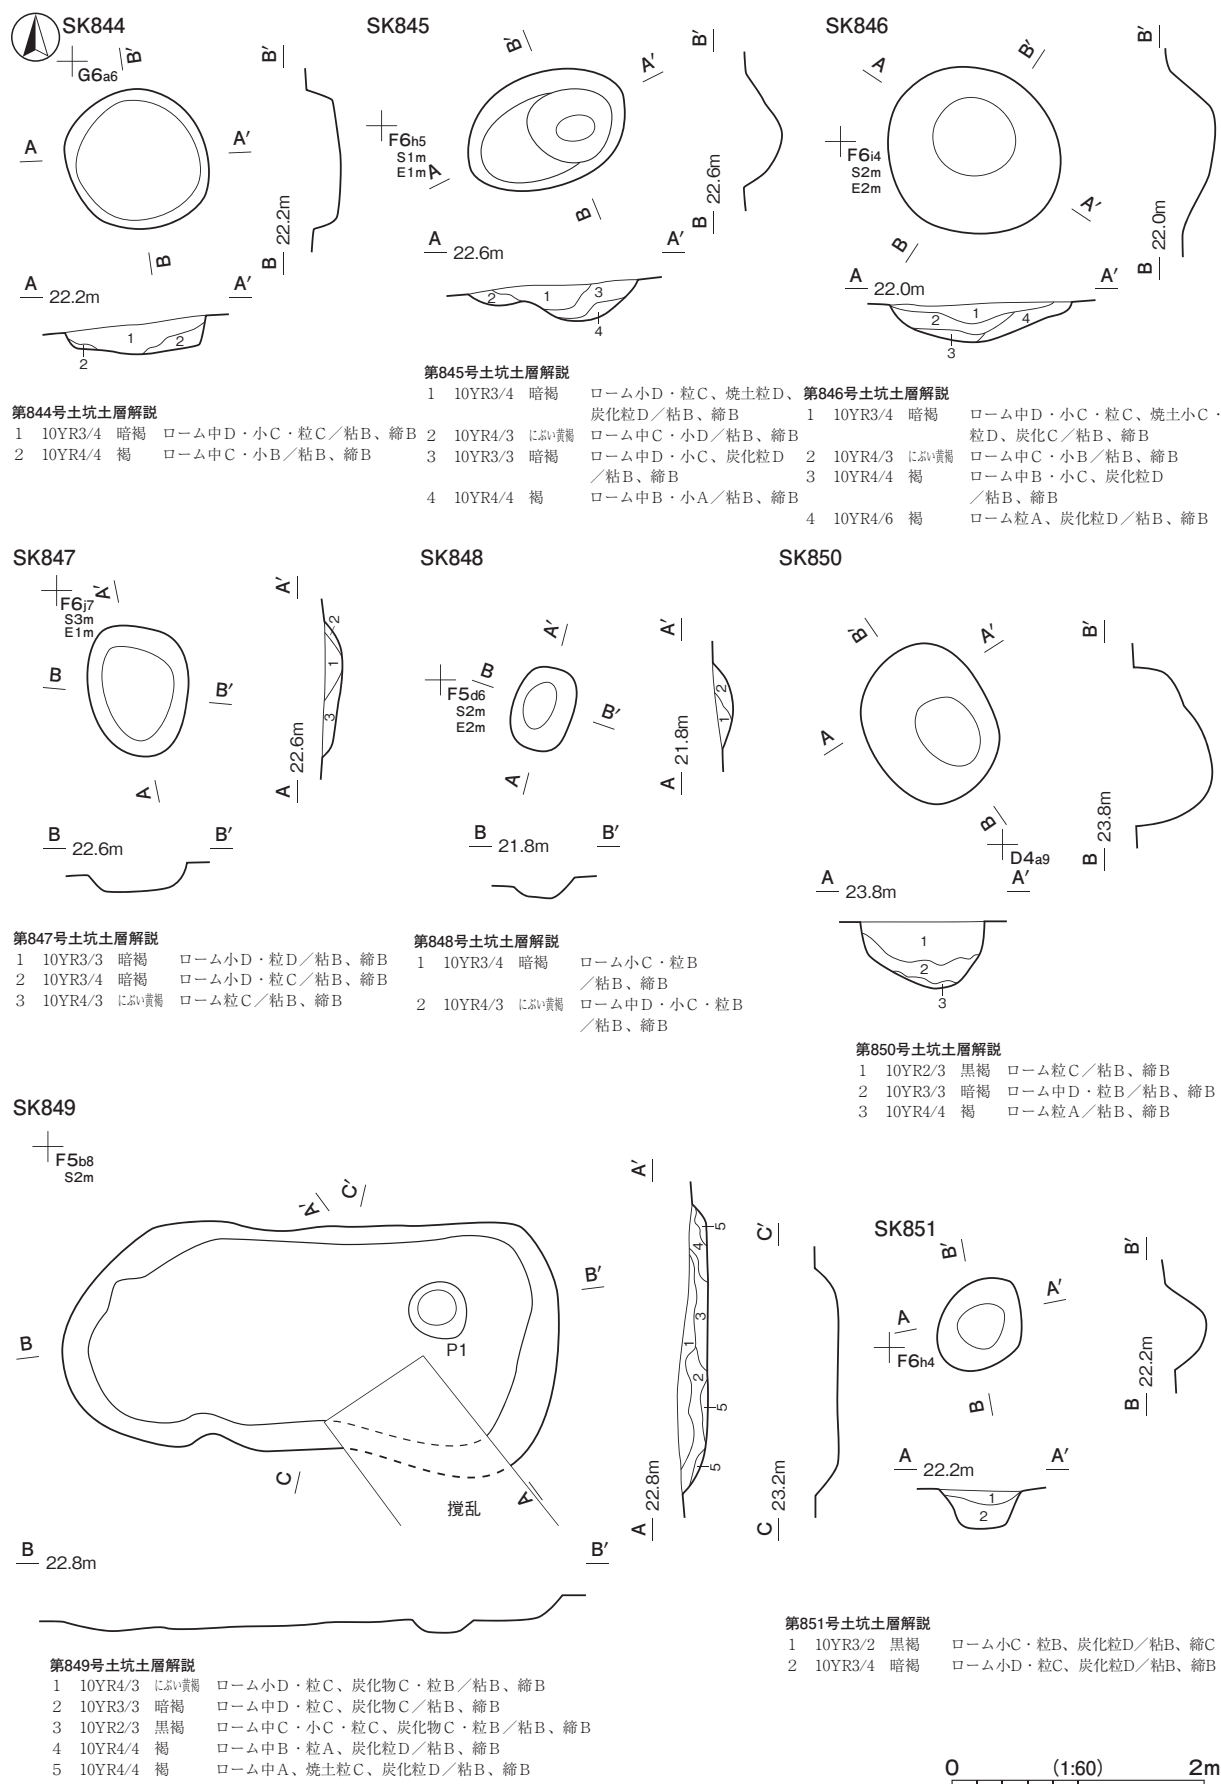 SK844
G6a6
B B′
A A′
B 22.2m B′
A 22.2m A′
1 2
2
第844号土坑土層解説
1 10YR3/4 暗褐 ローム中D・小C・粒C／粘B、締B
2 10YR4/4 褐 ローム中C・小B／粘B、締B
SK845
F6h5
S1m
E1m
A A′
B B′
B 22.6m B′
A 22.6m A′
2 1 3
4
第845号土坑土層解説
1 10YR3/4 暗褐 ローム小D・粒C、焼土粒D、
炭化粒D／粘B、締B
2 10YR4/3 にぶい黄褐 ローム中C・小D／粘B、締B
3 10YR3/3 暗褐 ローム中D・小C、炭化粒D
／粘B、締B
4 10YR4/4 褐 ローム中B・小A／粘B、締B
SK846
F6i4
S2m
E2m
A A′
B B′
B 22.0m B′
A 22.0m A′
1 2 4
3
第846号土坑土層解説
1 10YR3/4 暗褐 ローム中D・小C・粒C、焼土小C・
粒D、炭化C／粘B、締B
2 10YR4/3 にぶい黄褐 ローム中C・小B／粘B、締B
3 10YR4/4 褐 ローム中B・小C、炭化粒D
／粘B、締B
4 10YR4/6 褐 ローム粒A、炭化粒D／粘B、締B
SK847
F6j7
S3m
E1m
A A′
B B′
A 22.6m A′
2 1 3
B 22.6m B′
第847号土坑土層解説
1 10YR3/3 暗褐 ローム小D・粒D／粘B、締B
2 10YR3/4 暗褐 ローム小D・粒C／粘B、締B
3 10YR4/3 にぶい黄褐 ローム粒C／粘B、締B
SK848
F5d6
S2m
E2m
A A′
B B′
A 21.8m A′
2 1
B 21.8m B′
第848号土坑土層解説
1 10YR3/4 暗褐 ローム小C・粒B
／粘B、締B
2 10YR4/3 にぶい黄褐 ローム中D・小C・粒B
／粘B、締B
SK850
A A′
B B′
D4a9
B 23.8m B′
A 23.8m A′
1
2
3
第850号土坑土層解説
1 10YR2/3 黒褐 ローム粒C／粘B、締B
2 10YR3/3 暗褐 ローム中D・粒B／粘B、締B
3 10YR4/4 褐 ローム粒A／粘B、締B
SK849
F5b8
S2m
A A′
B B′
C C′
P1
撹乱
A 22.8m A′
5 4 3 1 2 5 5
C 23.2m C′
B 22.8m B′
第849号土坑土層解説
1 10YR4/3 にぶい黄褐 ローム小D・粒C、炭化物C・粒B／粘B、締B
2 10YR3/3 暗褐 ローム中D・粒C、炭化物C／粘B、締B
3 10YR2/3 黒褐 ローム中C・小C・粒C、炭化物C・粒B／粘B、締B
4 10YR4/4 褐 ローム中B・粒A、炭化粒D／粘B、締B
5 10YR4/4 褐 ローム中A、焼土粒C、炭化粒D／粘B、締B
SK851
F6h4
A A′
B B′
B 22.2m B′
A 22.2m A′
1
2
第851号土坑土層解説
1 10YR3/2 黒褐 ローム小C・粒B、炭化粒D／粘B、締C
2 10YR3/4 暗褐 ローム小D・粒C、炭化粒D／粘B、締B
0 (1:60) 2m